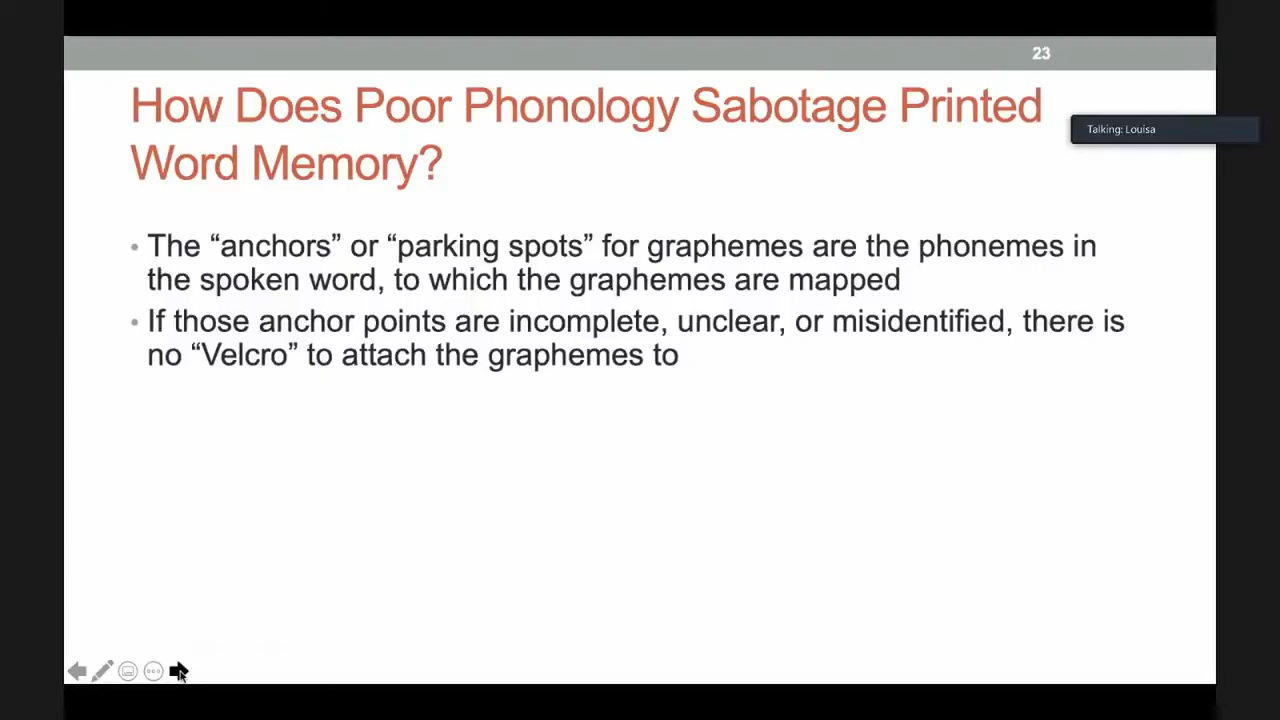 23
How Does Poor Phonology Sabotage Printed
Word Memory?
Talking: Louisa
• The “anchors” or “parking spots” for graphemes are the phonemes in
the spoken word, to which the graphemes are mapped
• If those anchor points are incomplete, unclear, or misidentified, there is
no “Velcro” to attach the graphemes to